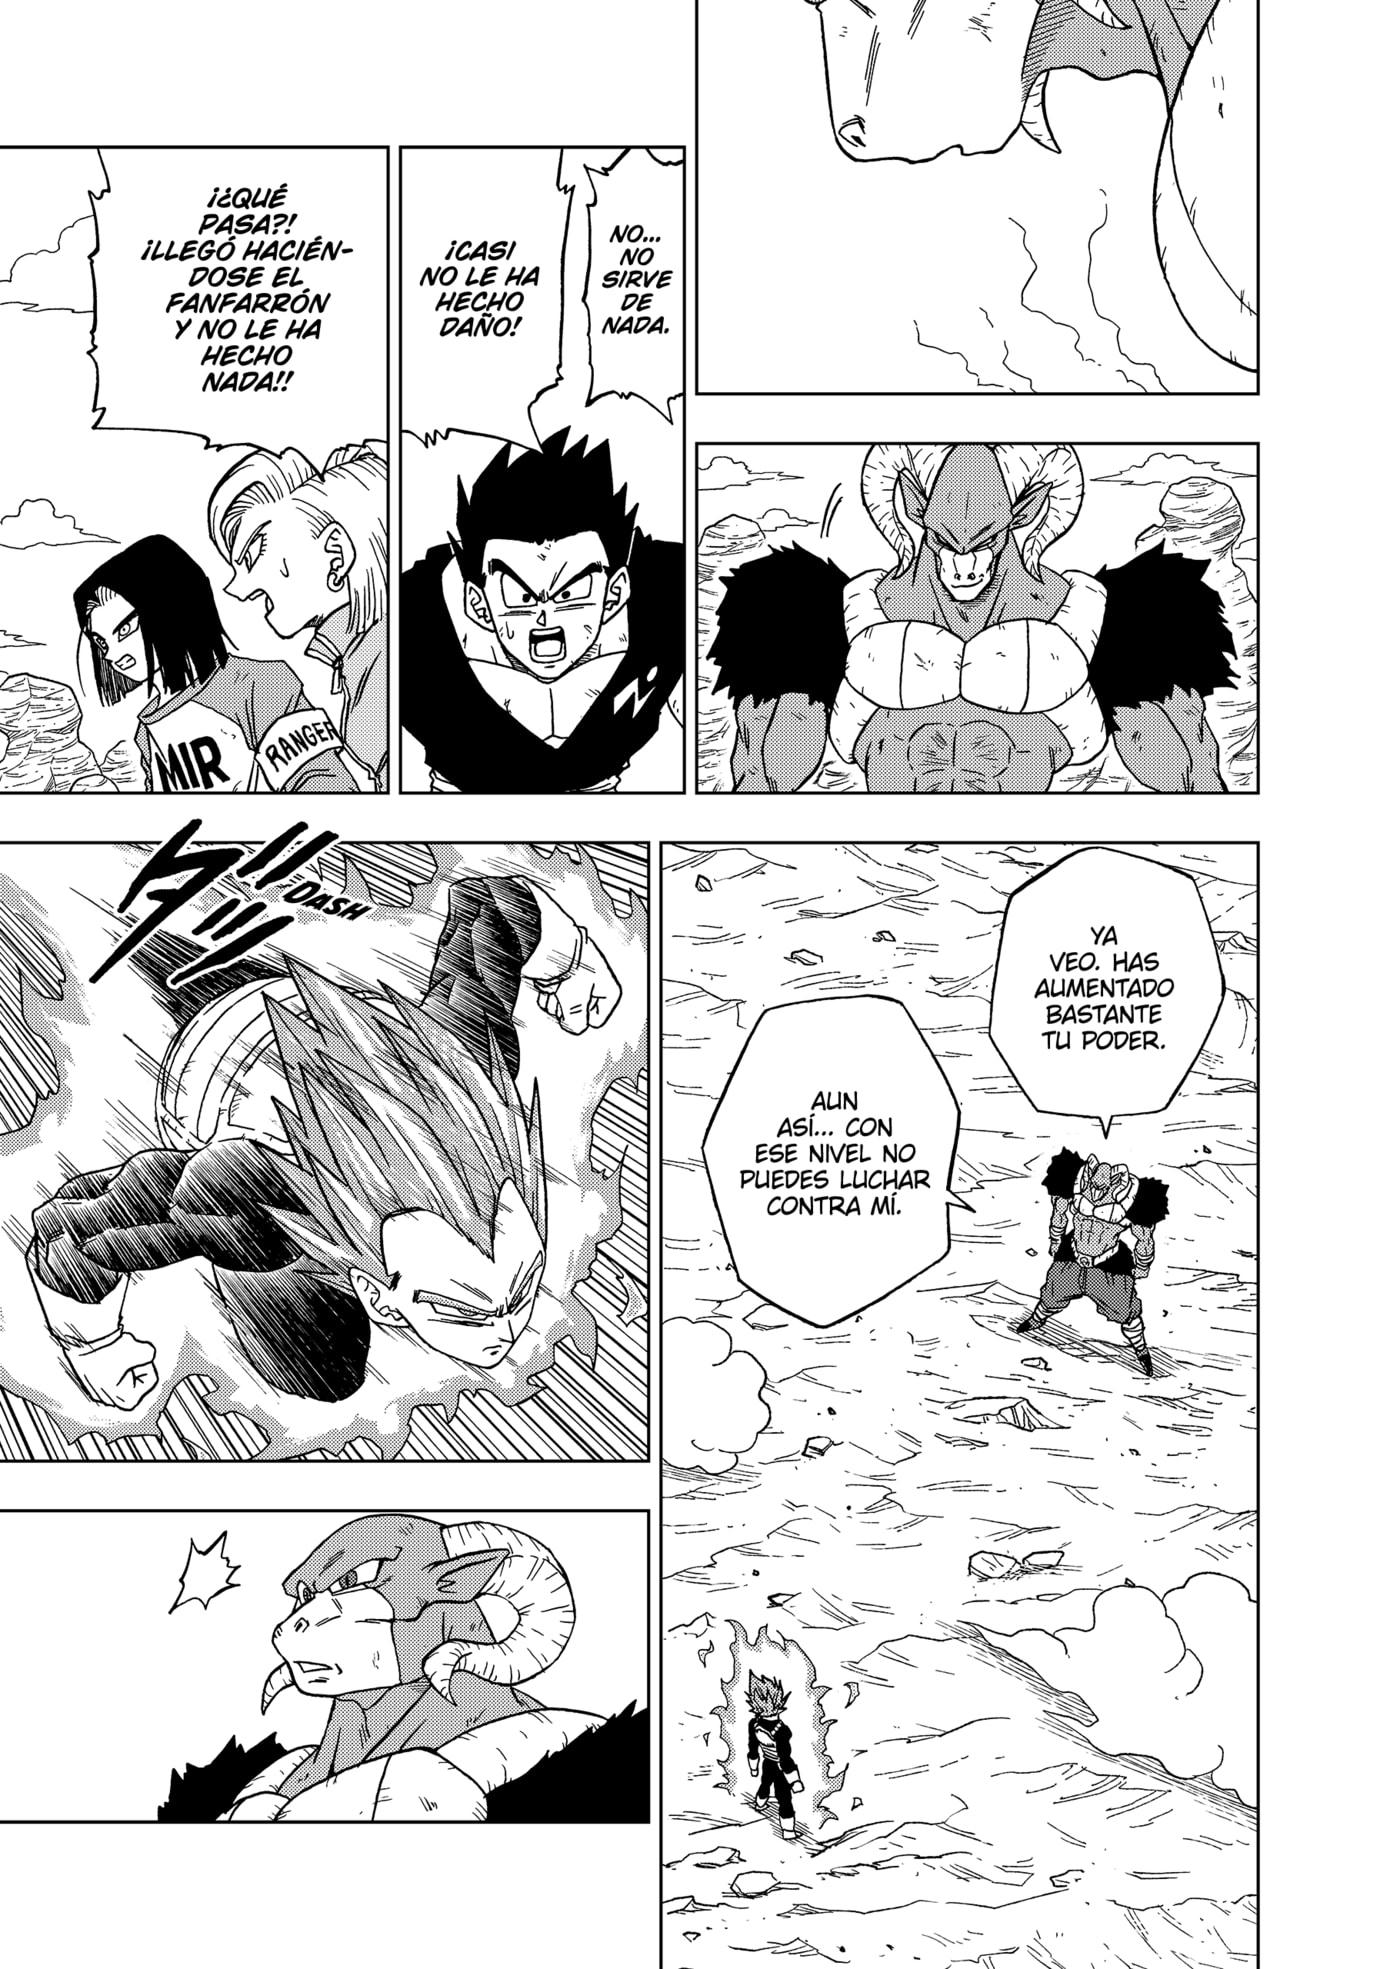 NO...
NO
SIRVE
DE
NADA.
¡CASI
NO LE HA
HECHO
DAÑO!
¡¿QUÉ
PASA?!
¡LLEGÓ HACIÉN-
DOSE EL
FANFARRÓN
Y NO LE HA
HECHO
NADA!!
MIR
RANGER
YA
VEO. HAS
AUMENTADO
BASTANTE
TU PODER.
AUN
ASÍ... CON
ESE NIVEL NO
PUEDES LUCHAR
CONTRA MÍ.
ダッ
DASH